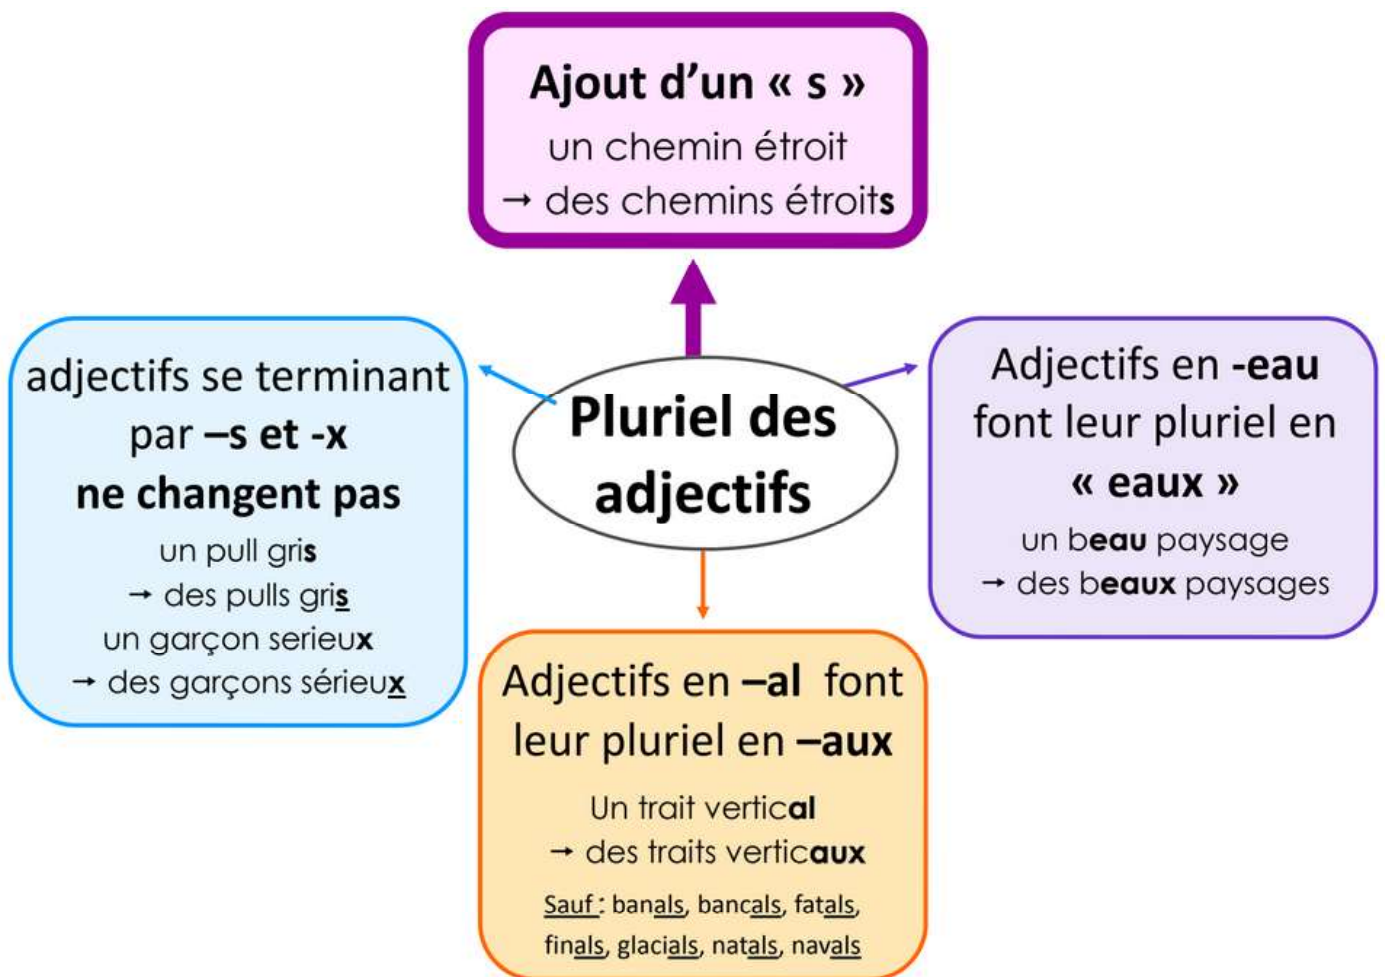 Ajout d’un « s »
un chemin étroit
→ des chemins étroits
adjectifs se terminant
par –s et -x
ne changent pas
un pull gris
→ des pulls gris
un garçon serieux
→ des garçons sérieux
Pluriel des
adjectifs
Adjectifs en -eau
font leur pluriel en
« eaux »
un beau paysage
→ des beaux paysages
Adjectifs en –al font
leur pluriel en –aux
Un trait vertical
→ des traits verticaux
Sauf : banals, bancals, fatals,
finals, glacials, natals, navals